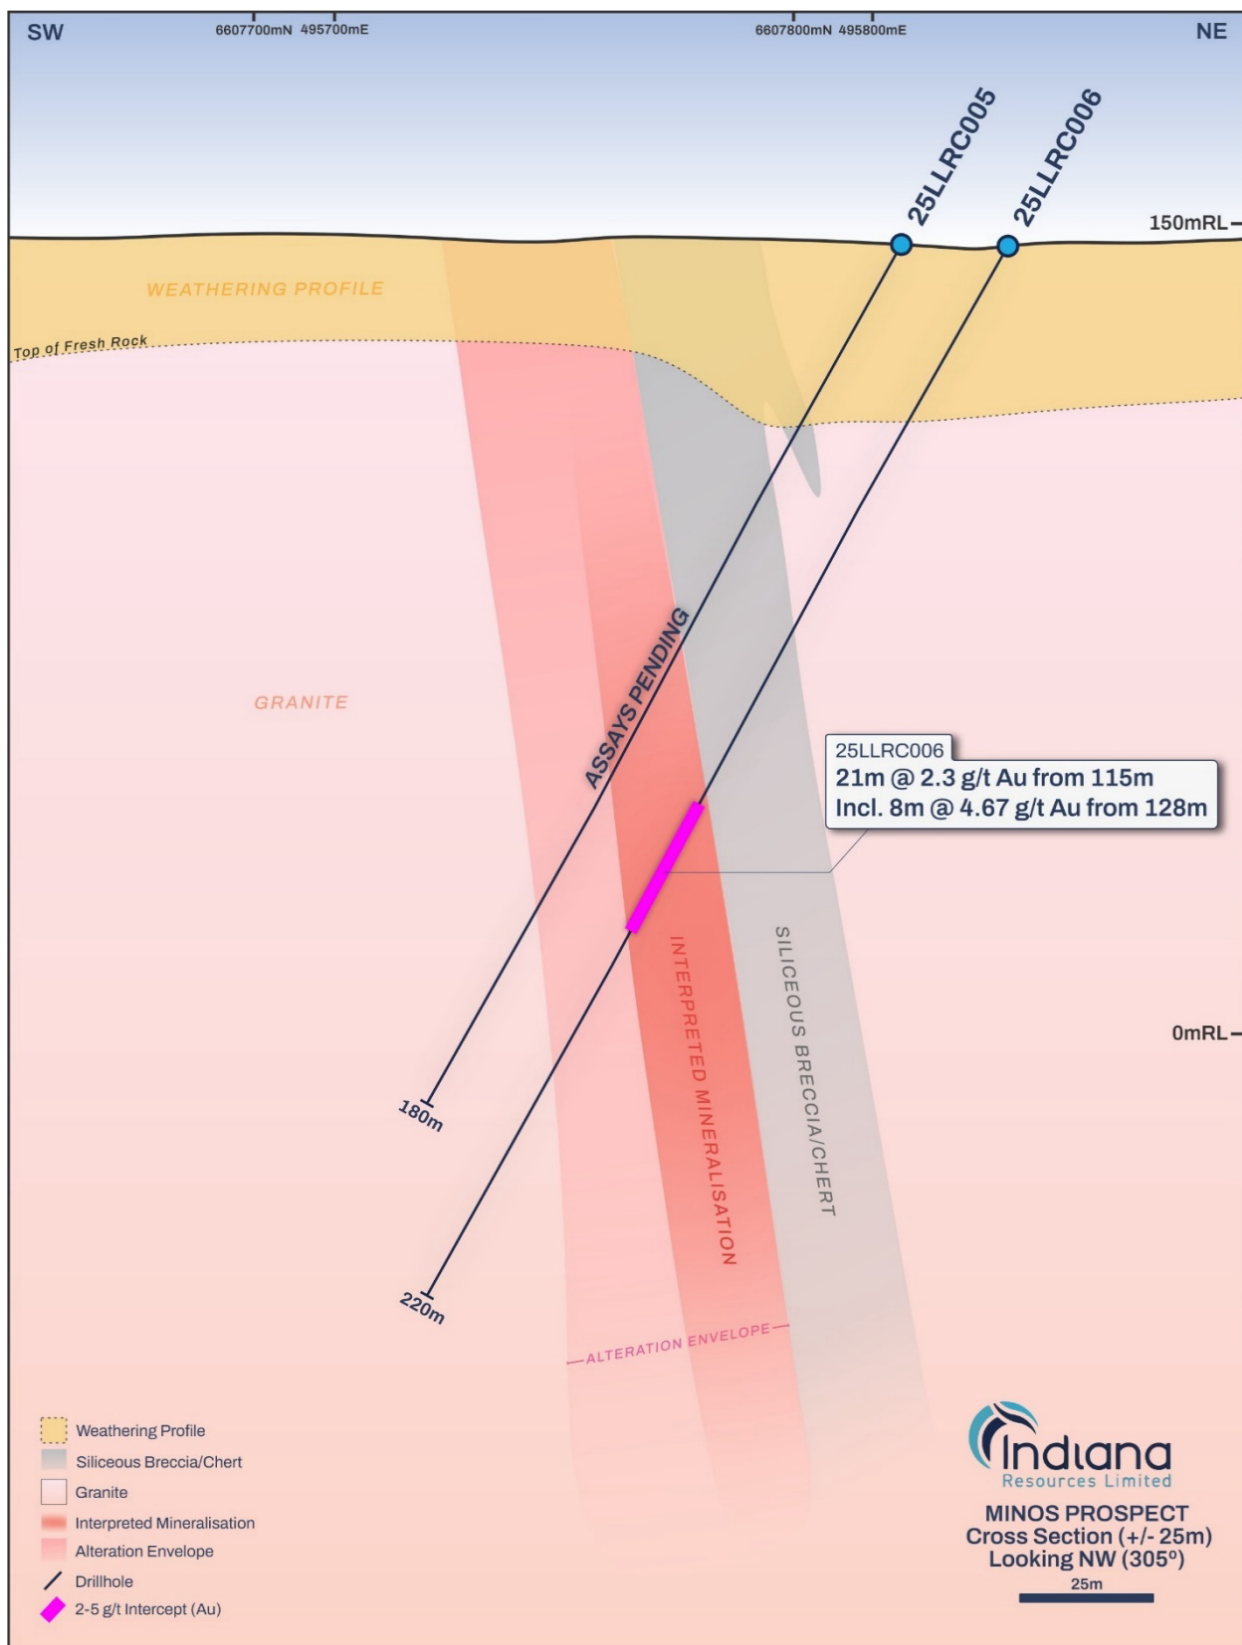 SW
6607700mN 495700mE
6607800mN 495800mE
NE
25LLRC005
25LLRC006
150mRL
WEATHERING PROFILE
Top of Fresh Rock
ASSAYS PENDING
GRANITE
25LLRC006
21m @ 2.3 g/t Au from 115m
Incl. 8m @ 4.67 g/t Au from 128m
INTERPRETED MINERALISATION
SILICEOUS BRECCIA/CHERT
0mRL
180m
220m
ALTERATION ENVELOPE
Weathering Profile
Siliceous Breccia/Chert
Granite
Interpreted Mineralisation
Alteration Envelope
Drillhole
2-5 g/t Intercept (Au)
Indiana
Resources Limited
MINOS PROSPECT
Cross Section (+/- 25m)
Looking NW (305º)
25m